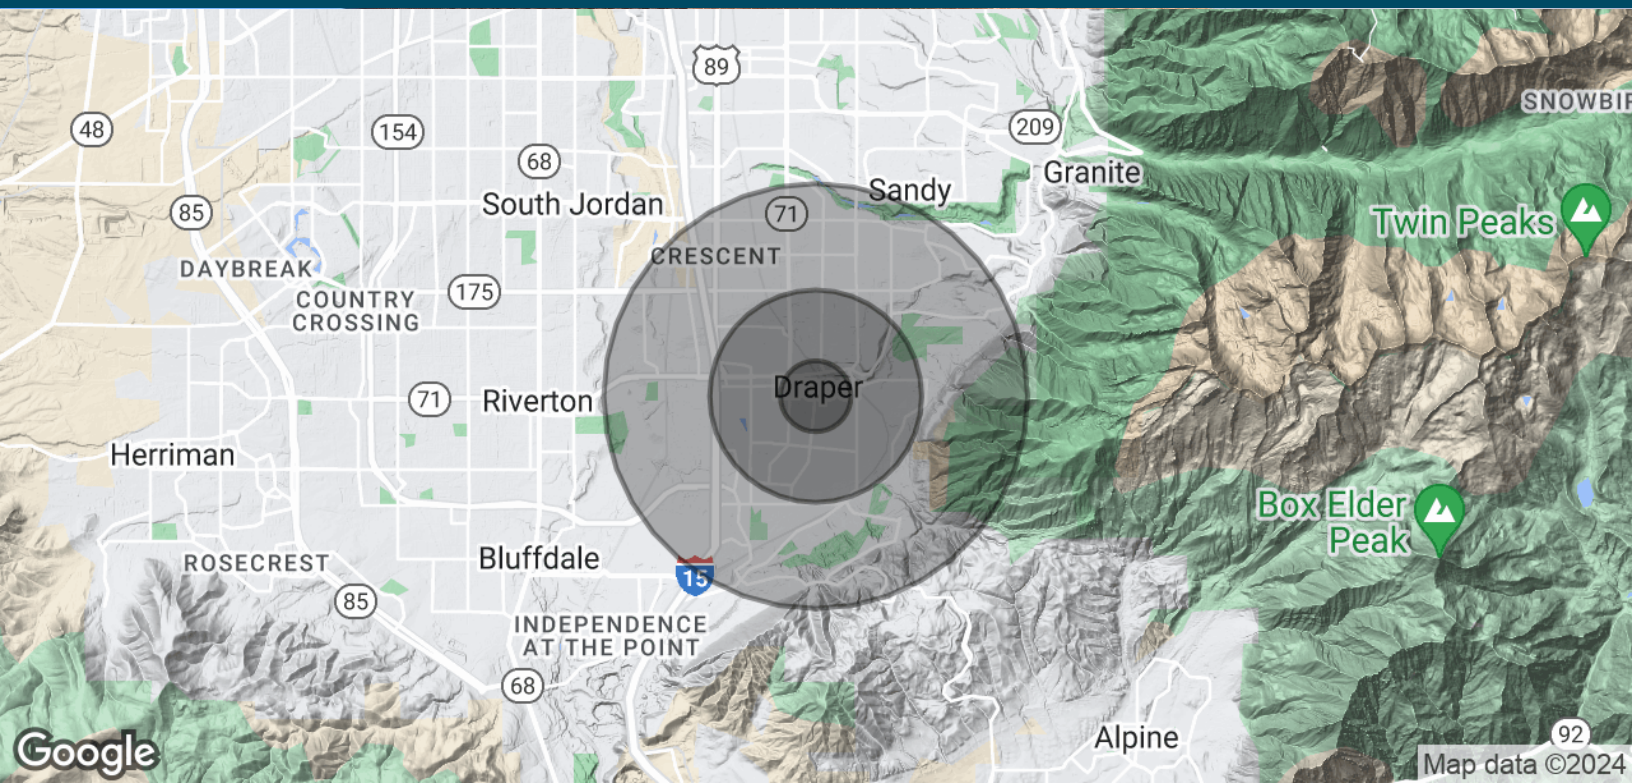 89
48
154
209
SNOWBIR
68
Granite
Sandy
South Jordan
85
71
Twin Peaks
CRESCENT
DAYBREAK
175
COUNTRY
CROSSING
Draper
71
Riverton
Herriman
Box Elder
Peak
Bluffdale
ROSECREST
15
85
INDEPENDENCE
AT THE POINT
68
Alpine
92
Google
Map data ©2024